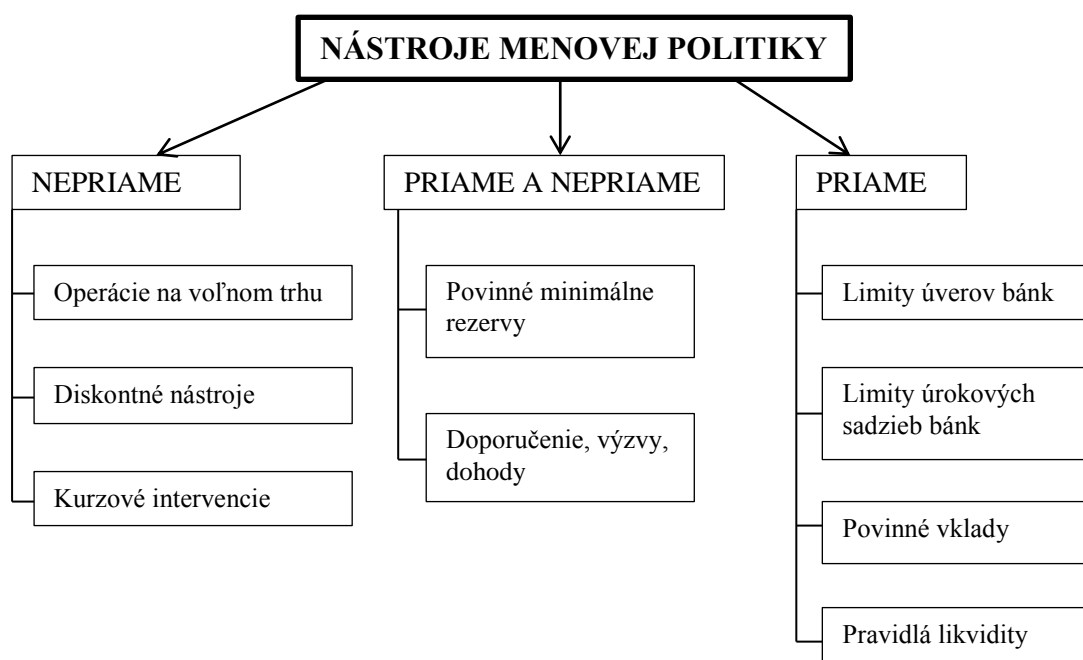 NÁSTROJE MENOVEJ POLITIKY
NEPRIAME
Operácie na voľnom trhu
Diskontné nástroje
Kurzové intervencie
PRIAME A NEPRIAME
Povinné minimálne
rezervy
Doporučenie, výzvy,
dohody
PRIAME
Limity úverov bánk
Limity úrokových
sadzieb bánk
Povinné vklady
Pravidlá likvidity